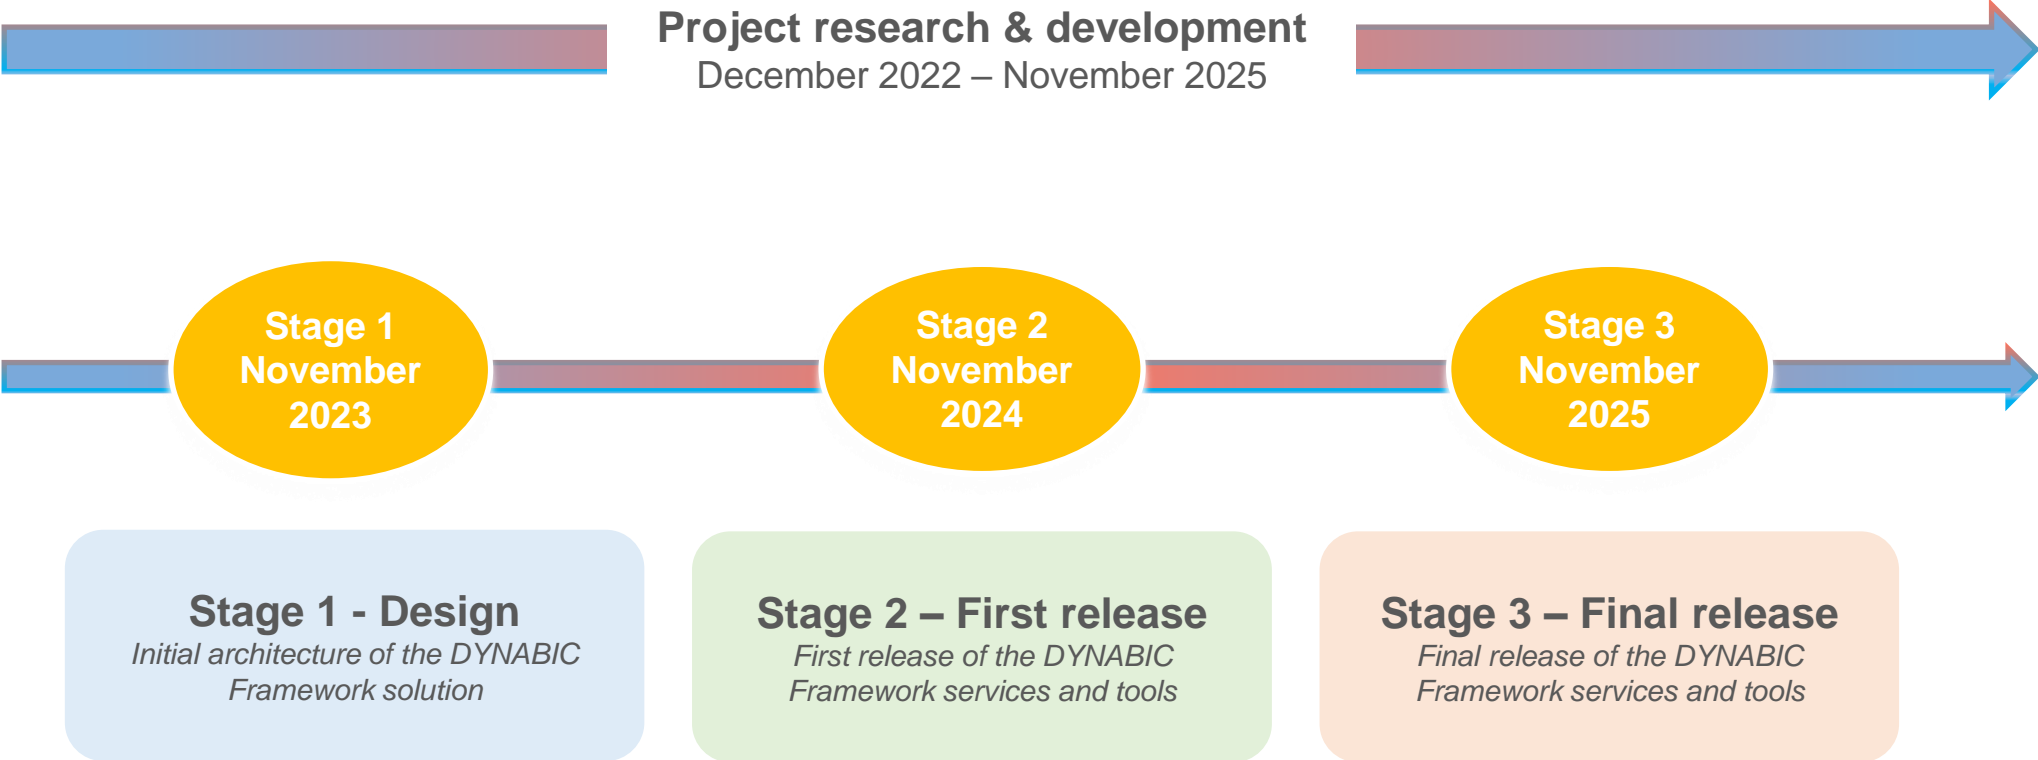 Project research & development
December 2022 – November 2025
Stage 1
November
2023
Stage 2
November
2024
Stage 3
November
2025
Stage 1 - Design
Initial architecture of the DYNABIC
Framework solution
Stage 2 – First release
First release of the DYNABIC
Framework services and tools
Stage 3 – Final release
Final release of the DYNABIC
Framework services and tools